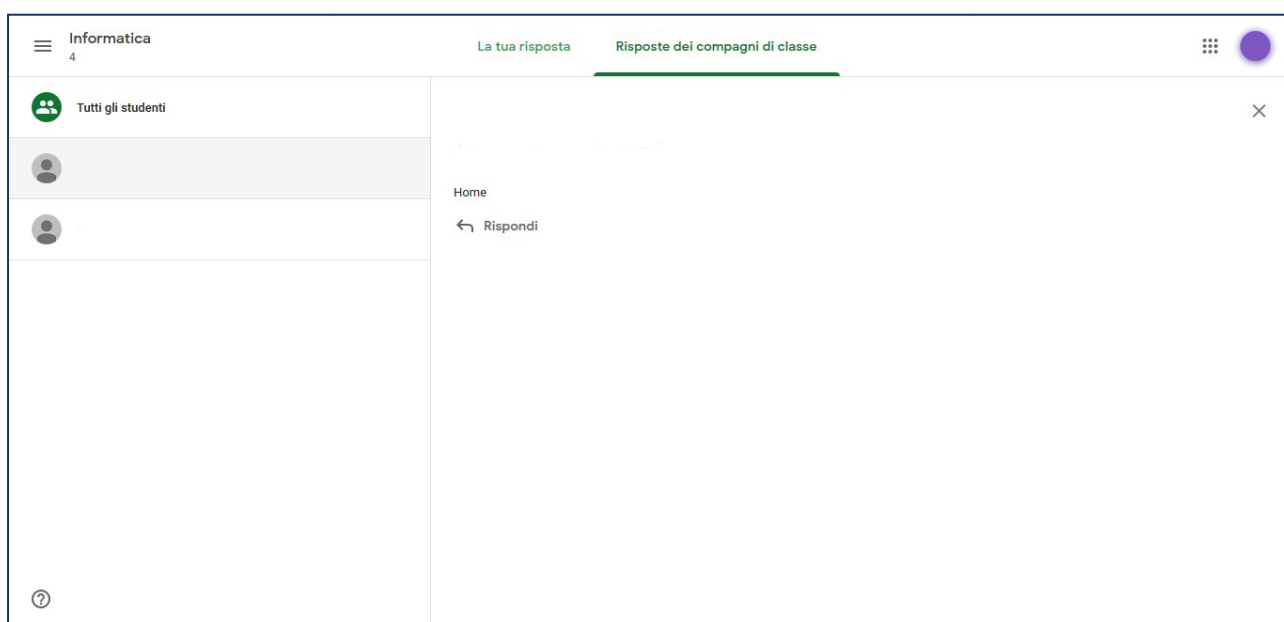 Informatica
4
La tua risposta
Risposte dei compagni di classe
Tutti gli studenti
Home
Rispondi